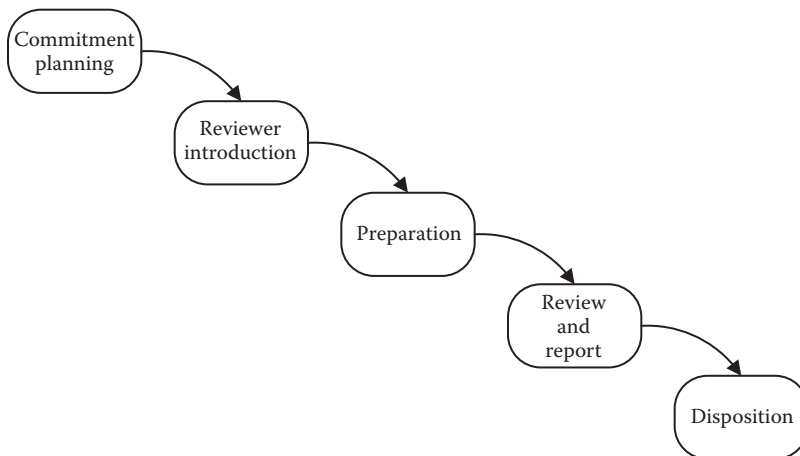 Commitment
planning
Reviewer
introduction
Preparation
Review
and
report
Disposition